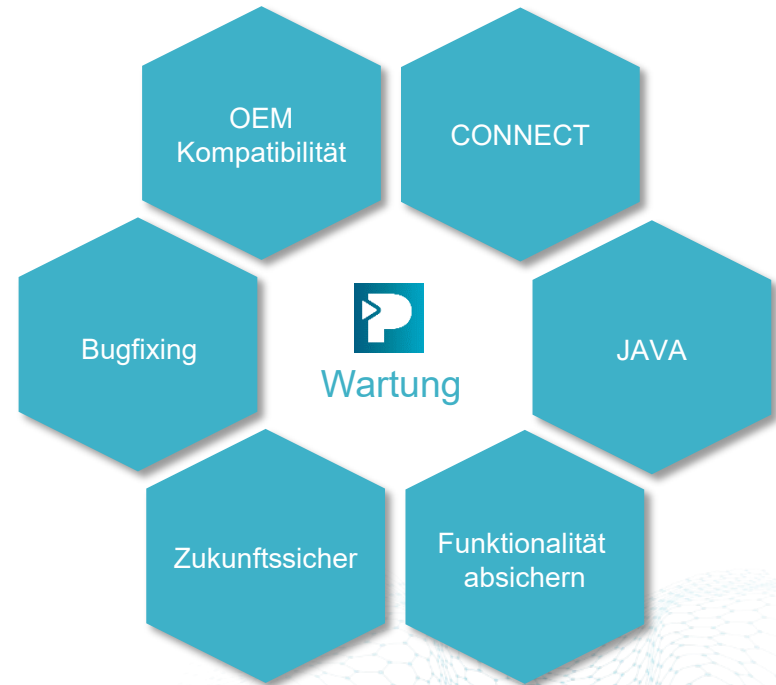 OEM
Kompatibilität
CONNECT
Bugfixing
P
Wartung
JAVA
Zukunftssicher
Funktionalität
absichern